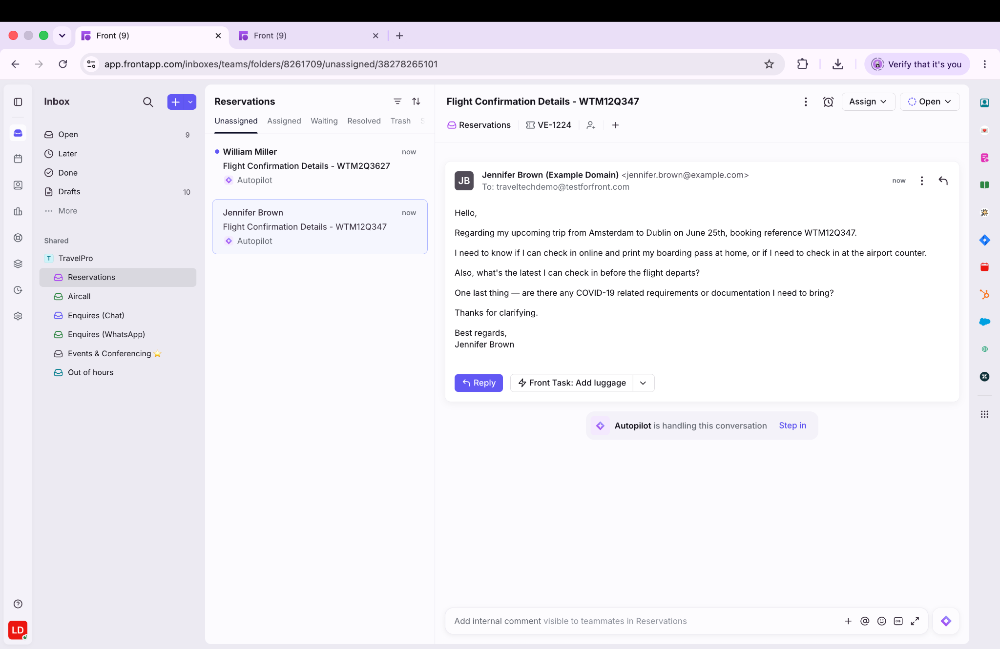 Front (9)
Front (9)
app.frontapp.com/inboxes/teams/folders/8261709/unassigned/38278265101
Verify that it's you
Inbox
Open 9
Later
Done
Drafts 10
More
Shared
T TravelPro
Reservations
Aircall
Enquires (Chat)
Enquires (WhatsApp)
Events & Conferencing ⭐
Out of hours
LD
Reservations
Unassigned Assigned Waiting Resolved Trash S
William Miller now
Flight Confirmation Details - WTM2Q3627
Autopilot
Jennifer Brown now
Flight Confirmation Details - WTM12Q347
Autopilot
Flight Confirmation Details - WTM12Q347
Assign
Open
Reservations
VE-1224
JB
Jennifer Brown (Example Domain) <jennifer.brown@example.com>
now
To: traveltechdemo@testforfront.com
Hello,
Regarding my upcoming trip from Amsterdam to Dublin on June 25th, booking reference WTM12Q347.
I need to know if I can check in online and print my boarding pass at home, or if I need to check in at the airport counter.
Also, what's the latest I can check in before the flight departs?
One last thing — are there any COVID-19 related requirements or documentation I need to bring?
Thanks for clarifying.
Best regards,
Jennifer Brown
Reply
Front Task: Add luggage
Autopilot is handling this conversation Step in
Add internal comment visible to teammates in Reservations
GIF